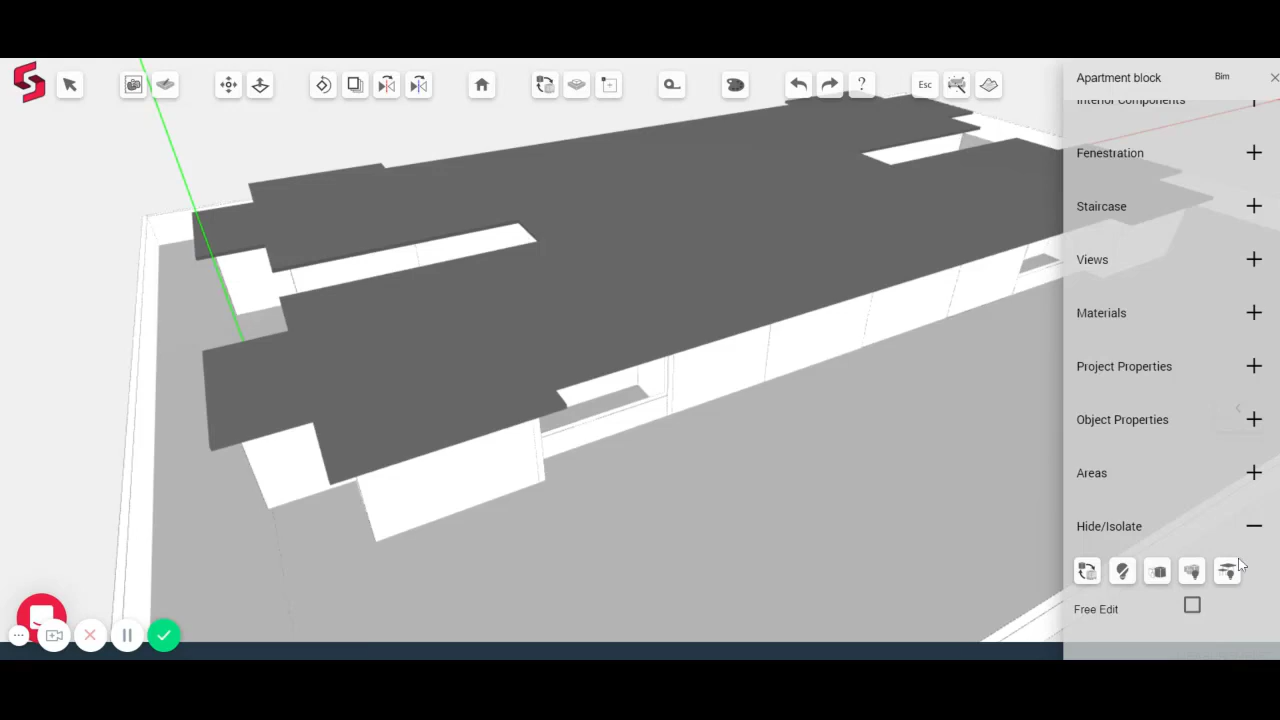 Esc
Apartment block
Bim
Interior Components
Fenestration
Staircase
Views
Materials
Project Properties
Object Properties
Areas
Hide/Isolate
Free Edit